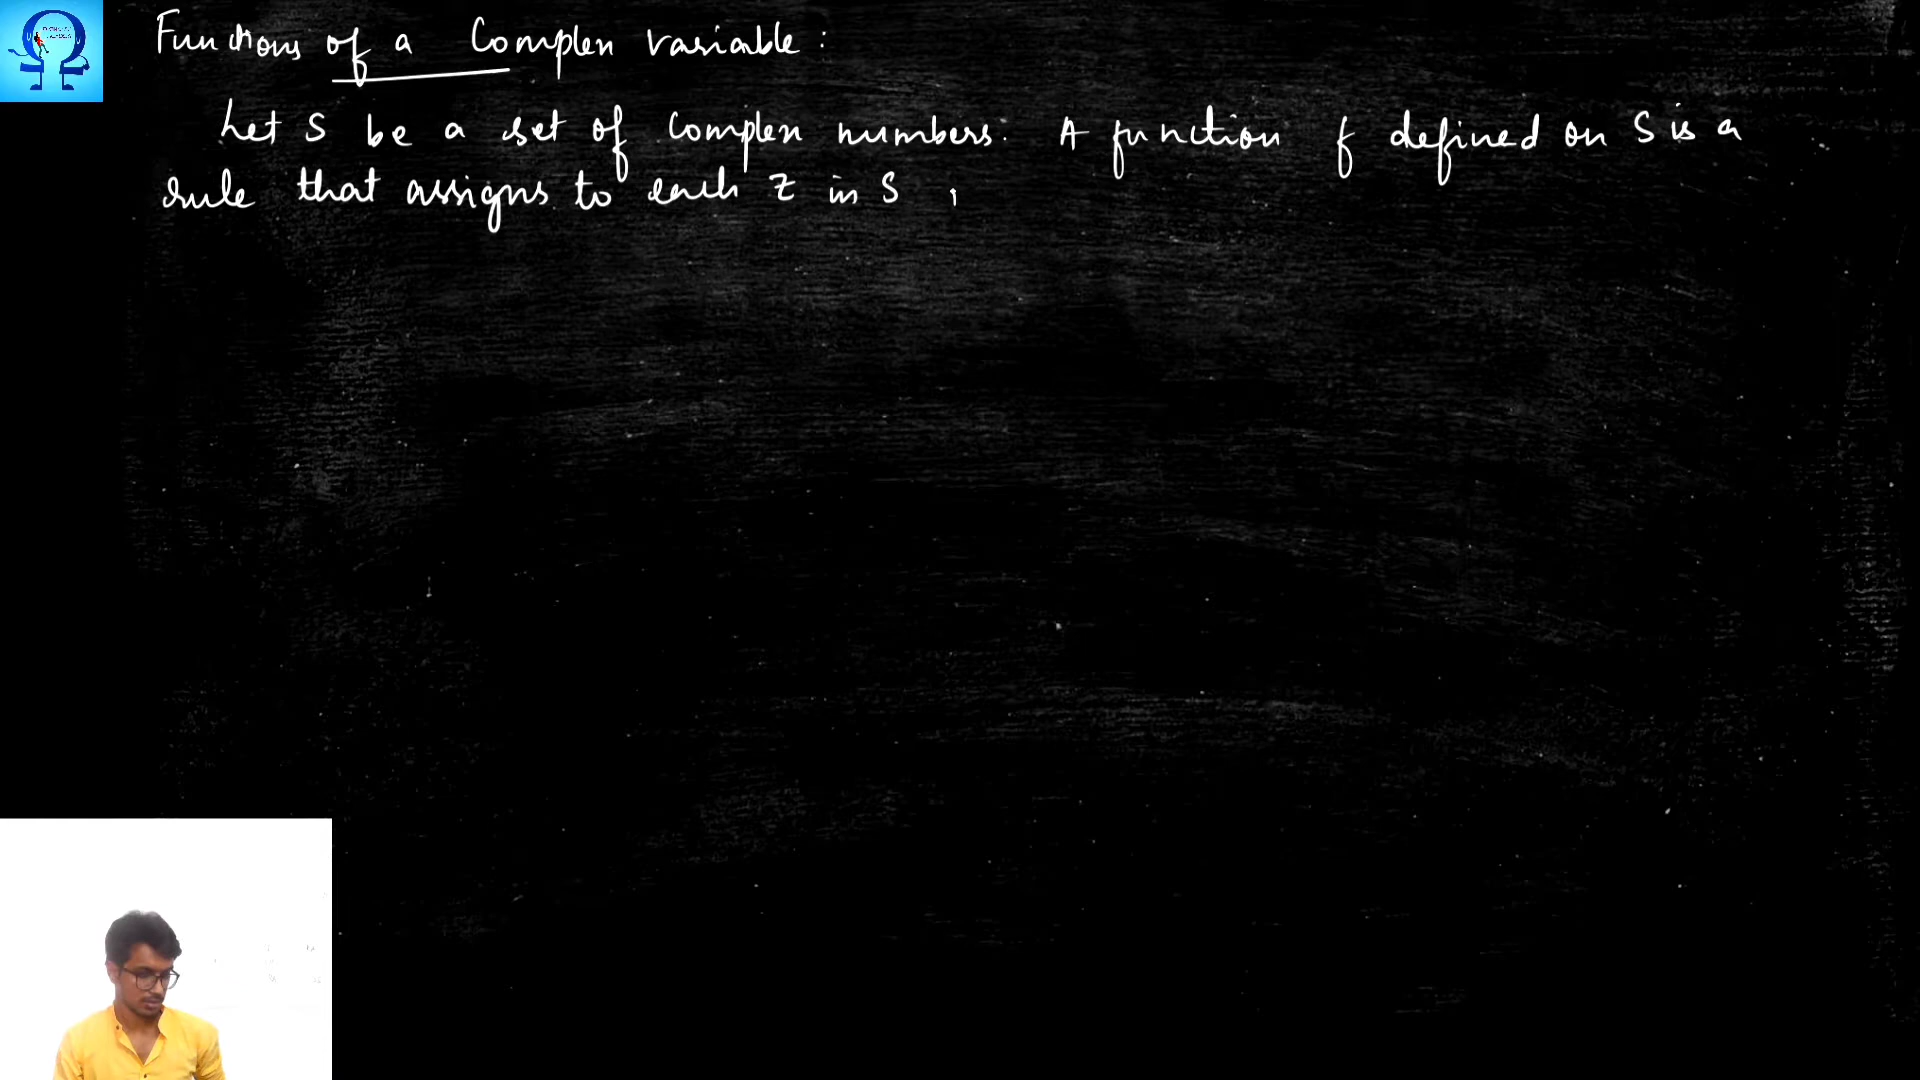 Functions of a Complex variable :
Let S be a set of complex numbers. A function f defined on S is a
rule that assigns to each z in S